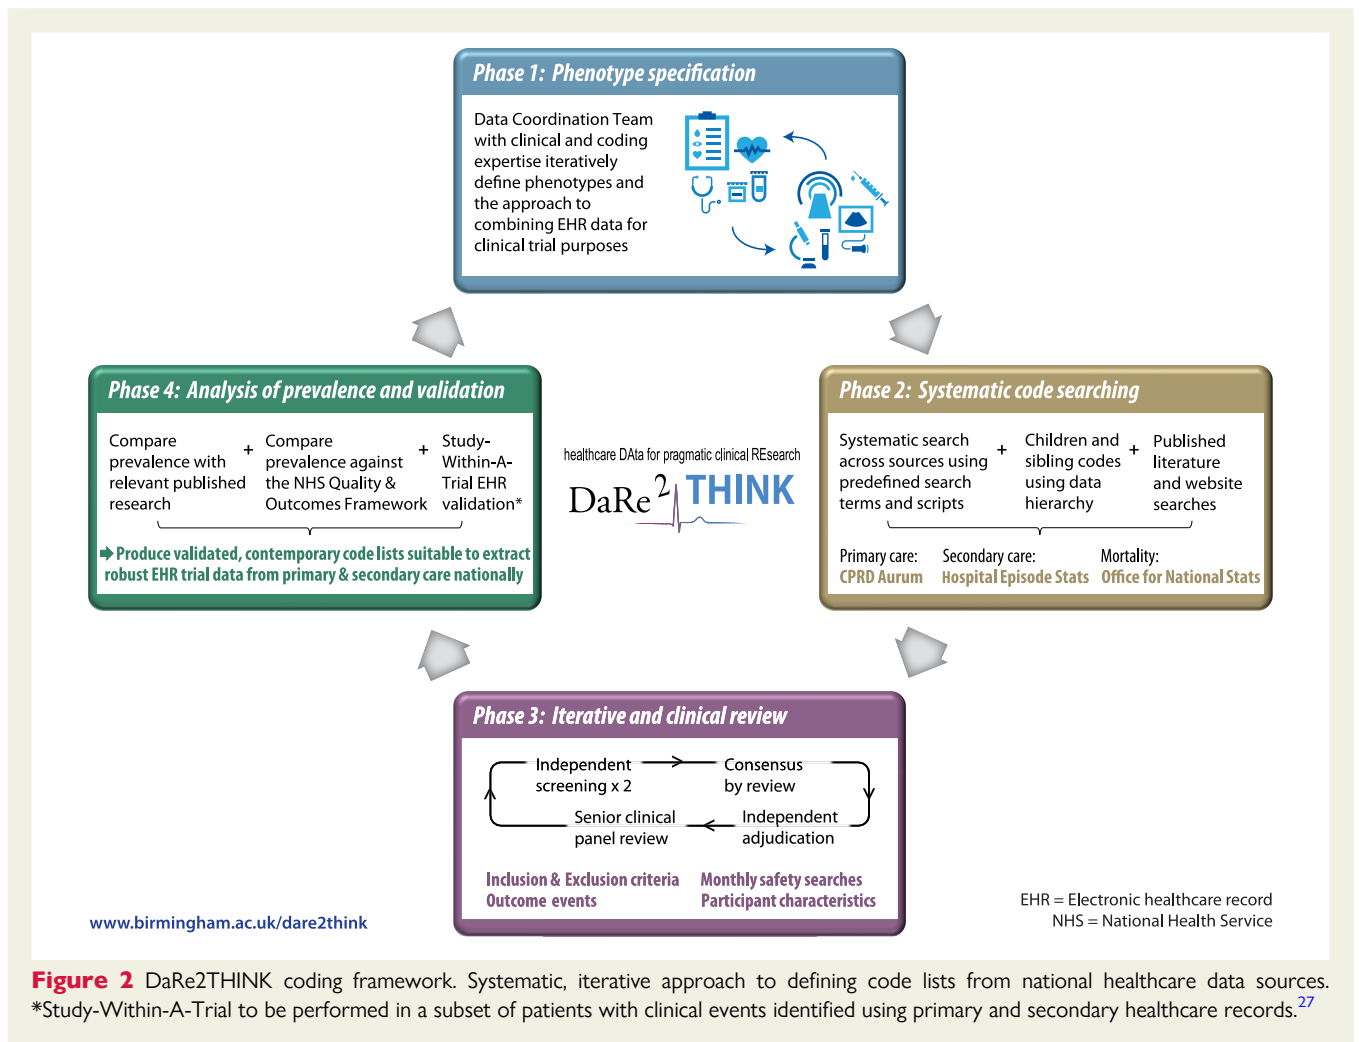 Phase 1: Phenotype specification
Data Coordination Team
with clinical and coding
expertise iteratively
define phenotypes and
the approach to
combining EHR data for
clinical trial purposes
Phase 4: Analysis of prevalence and validation
Compare
prevalence with
relevant published
research
+
Compare
prevalence against
the NHS Quality &
Outcomes Framework
+
Study-
Within-A-
Trial EHR
validation*
Produce validated, contemporary code lists suitable to extract
robust EHR trial data from primary & secondary care nationally
healthcare DAta for pragmatic clinical REsearch
DaRe2THINK
Phase 2: Systematic code searching
Systematic search
across sources using
predefined search
terms and scripts
+
Children and
sibling codes
using data
hierarchy
+
Published
literature
and website
searches
Primary care:
CPRD Aurum
Secondary care:
Hospital Episode Stats
Mortality:
Office for National Stats
Phase 3: Iterative and clinical review
Independent
screening x 2
Consensus
by review
Senior clinical
panel review
Independent
adjudication
Inclusion & Exclusion criteria
Outcome events
Monthly safety searches
Participant characteristics
www.birmingham.ac.uk/dare2think
EHR = Electronic healthcare record
NHS = National Health Service
Figure 2 DaRe2THINK coding framework. Systematic, iterative approach to defining code lists from national healthcare data sources.
*Study-Within-A-Trial to be performed in a subset of patients with clinical events identified using primary and secondary healthcare records.27